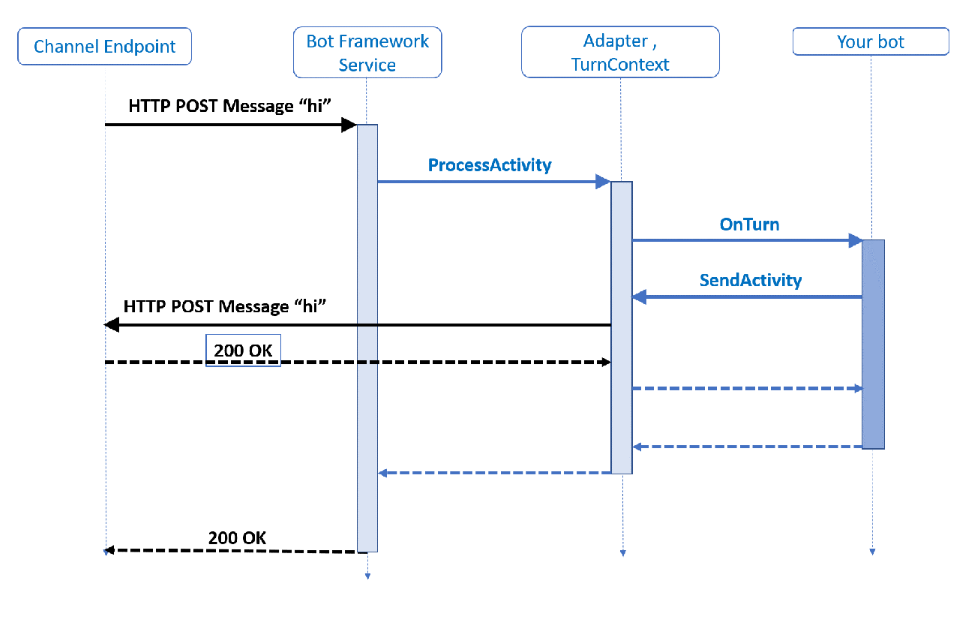 Channel Endpoint
Bot Framework
Service
Adapter ,
TurnContext
Your bot
HTTP POST Message “hi”
ProcessActivity
OnTurn
SendActivity
HTTP POST Message “hi”
200 OK
200 OK